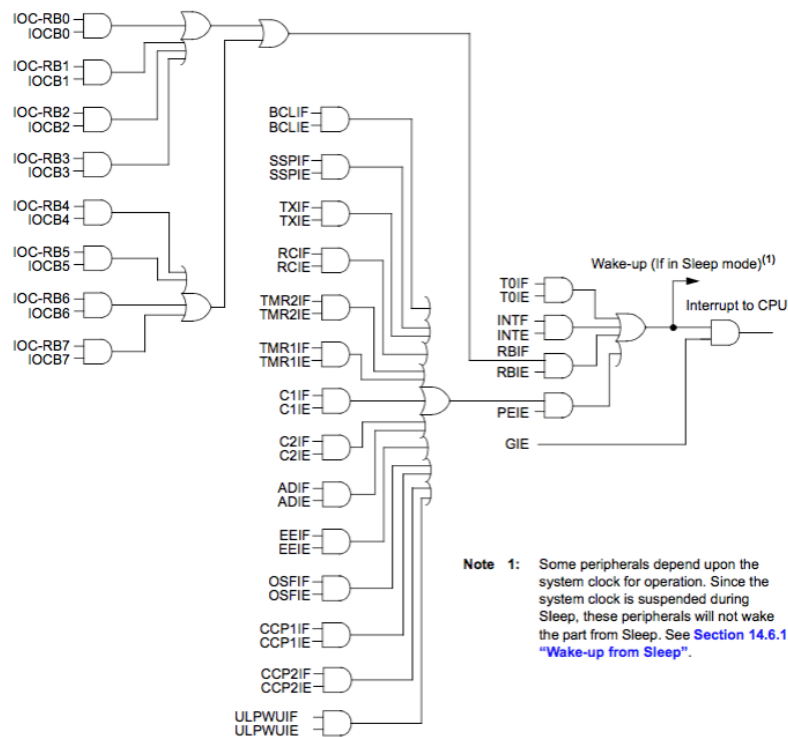 IOC-RB0
IOCB0
IOC-RB1
IOCB1
IOC-RB2
IOCB2
IOC-RB3
IOCB3
IOC-RB4
IOCB4
IOC-RB5
IOCB5
IOC-RB6
IOCB6
IOC-RB7
IOCB7
BCLIF
BCLIE
SSPIF
SSPIE
TXIF
TXIE
RCIF
RCIE
TMR2IF
TMR2IE
TMR1IF
TMR1IE
C1IF
C1IE
C2IF
C2IE
ADIF
ADIE
EEIF
EEIE
OSFIF
OSFIE
CCP1IF
CCP1IE
CCP2IF
CCP2IE
ULPWUIF
ULPWUIE
T0IF
T0IE
INTF
INTE
RBIF
RBIE
PEIE
GIE
Wake-up (If in Sleep mode)(1)
Interrupt to CPU
Note 1: Some peripherals depend upon the
system clock for operation. Since the
system clock is suspended during
Sleep, these peripherals will not wake
the part from Sleep. See Section 14.6.1
“Wake-up from Sleep”.